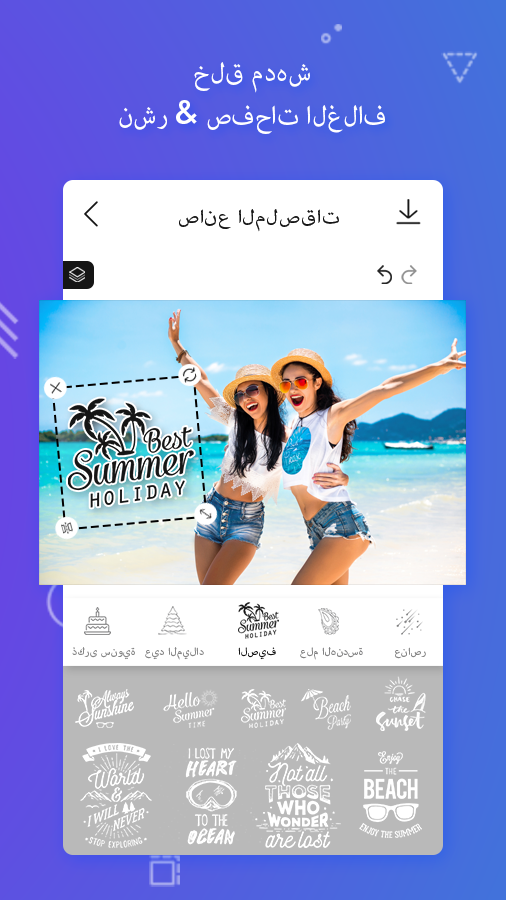 خلق مدهش
نشر & صفحات الغلاف
صانع الملصقات
Best
Summer
HOLIDAY
ذكرى سنوية
عيد الميلاد
Best
Summer
HOLIDAY
الصيف
علم الهندسة
عناصر
Always
Sunshine
Hello
Summer
TIME
Best
Summer
HOLIDAY
Beach
Party
CHASE
the
Sunset
I LOVE THE
World
&
I WILL NEVER
STOP EXPLORING
I LOST MY
HEART
TO THE
OCEAN
Not all
THOSE
WHO
WONDER
are lost
Enjoy
THE
BEACH
ENJOY THE SUMMER